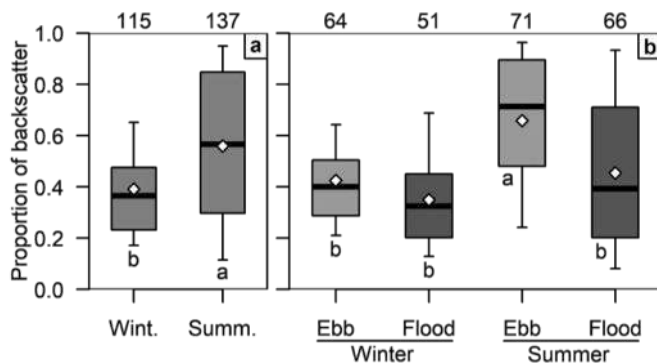 115 137 64 51 71 66
a b
Proportion of backscatter
1.0
0.8
0.6
0.4
0.2
0.0
b a b b a b
Wint. Summ. Ebb Flood Ebb Flood
Winter Summer